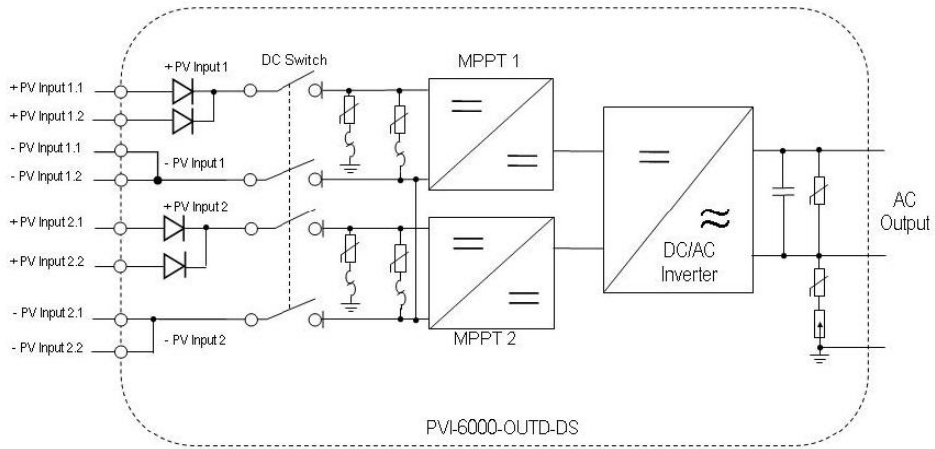 + PV Input 1
DC Switch
MPPT 1
+ PV Input 1.1
+ PV Input 1.2
- PV Input 1.1
- PV Input 1.2
- PV Input 1
+ PV Input 2
+ PV Input 2.1
+ PV Input 2.2
- PV Input 2.1
- PV Input 2.2
- PV Input 2
MPPT 2
DC/AC
Inverter
AC
Output
PVI-6000-OUTD-DS